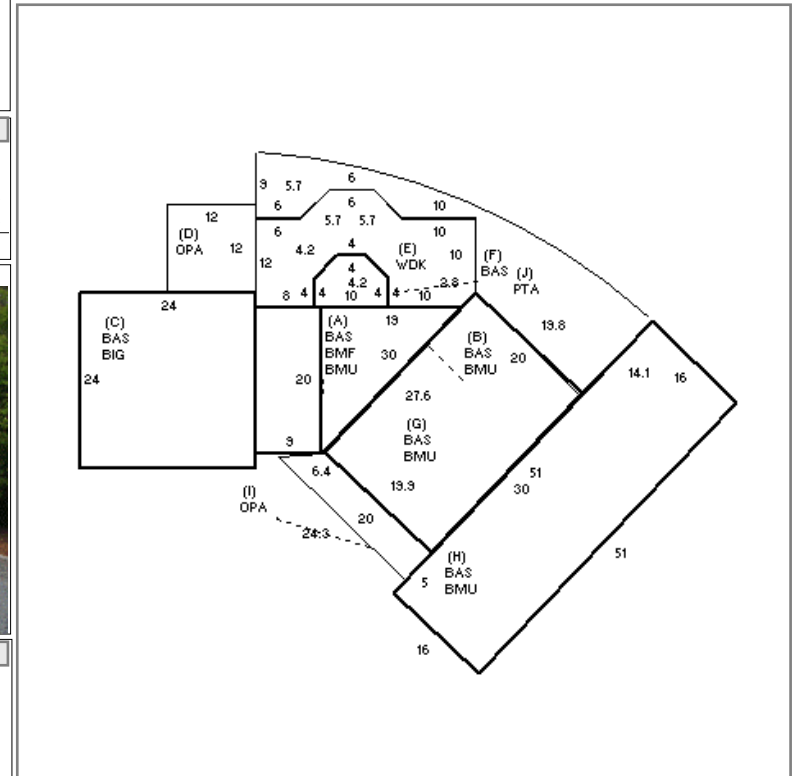 9 5.7 6
6 6 10
12
(D)
OPA
12
6 5.7 5.7 10
4.2 4
(E)
WDK
10
12
4
4.2
(F)
BAS
(J)
PTA
2.8
8 4 4 10 4 4 10
24
(C)
BAS
BIG
24
(A)
BAS
BMF
BMU
19
30
20
(B)
BAS
BMU
20
19.8
14.1 16
27.6
(G)
BAS
BMU
9
6.4
19.9
51
30
(I)
OPA
20
24.3
51
(H)
BAS
BMU
5
16